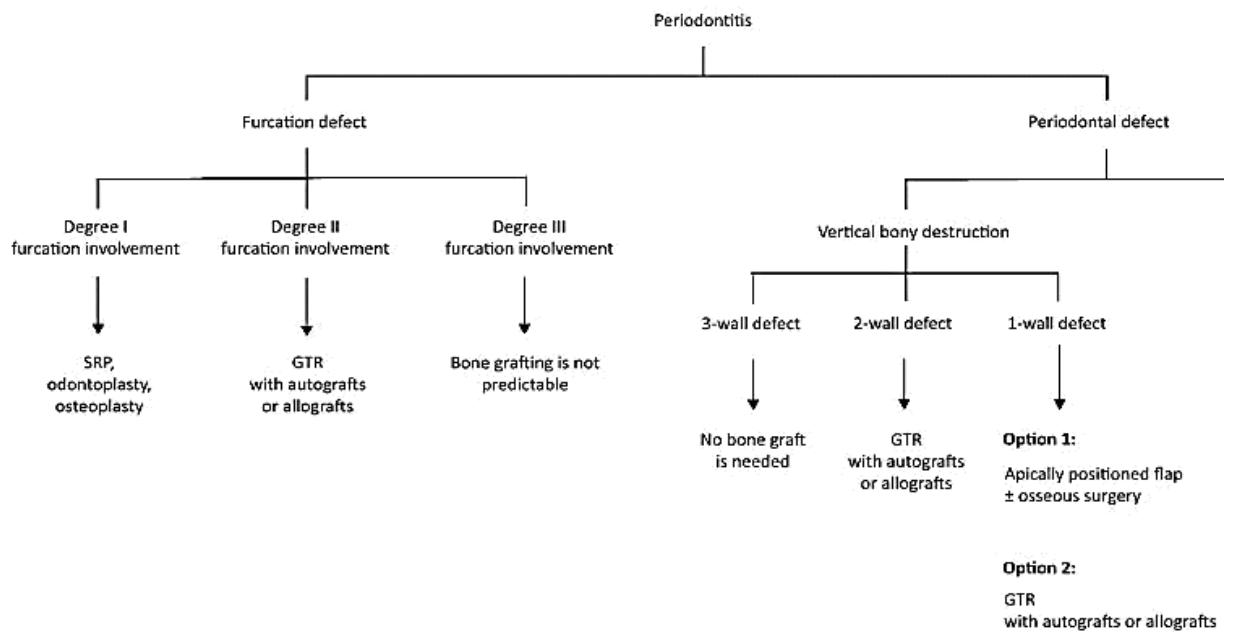 Periodontitis
Furcation defect
Periodontal defect
Degree I
furcation involvement
Degree II
furcation involvement
Degree III
furcation involvement
Vertical bony destruction
3-wall defect
2-wall defect
1-wall defect
SRP,
odontoplasty,
osteoplasty
GTR
with autografts
or allografts
Bone grafting is not
predictable
No bone graft
is needed
GTR
with autografts
or allografts
Option 1:
Apically positioned flap
± osseous surgery
Option 2:
GTR
with autografts or allografts